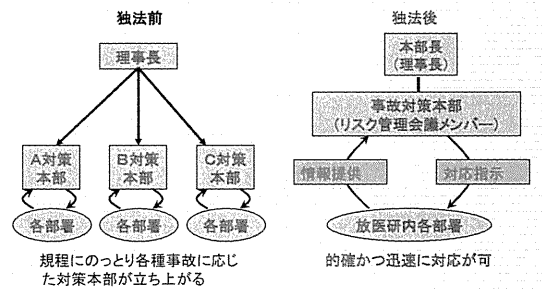 独法前
理事長
A対策
本部
B対策
本部
C対策
本部
各部署
各部署
各部署
規程にのっとり各種事故に応じ
た対策本部が立ち上がる
独法後
本部長
(理事長)
事故対策本部
(リスク管理会議メンバー)
情報提供
対応指示
放医研内各部署
的確かつ迅速に対応が可